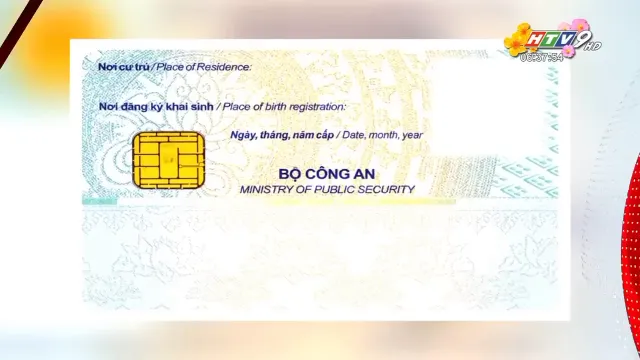 HTV9 HD
06:37:54
Nơi cư trú / Place of Residence:
Nơi đăng ký khai sinh / Place of birth registration:
Ngày, tháng, năm cấp / Date, month, year
BỘ CÔNG AN
MINISTRY OF PUBLIC SECURITY